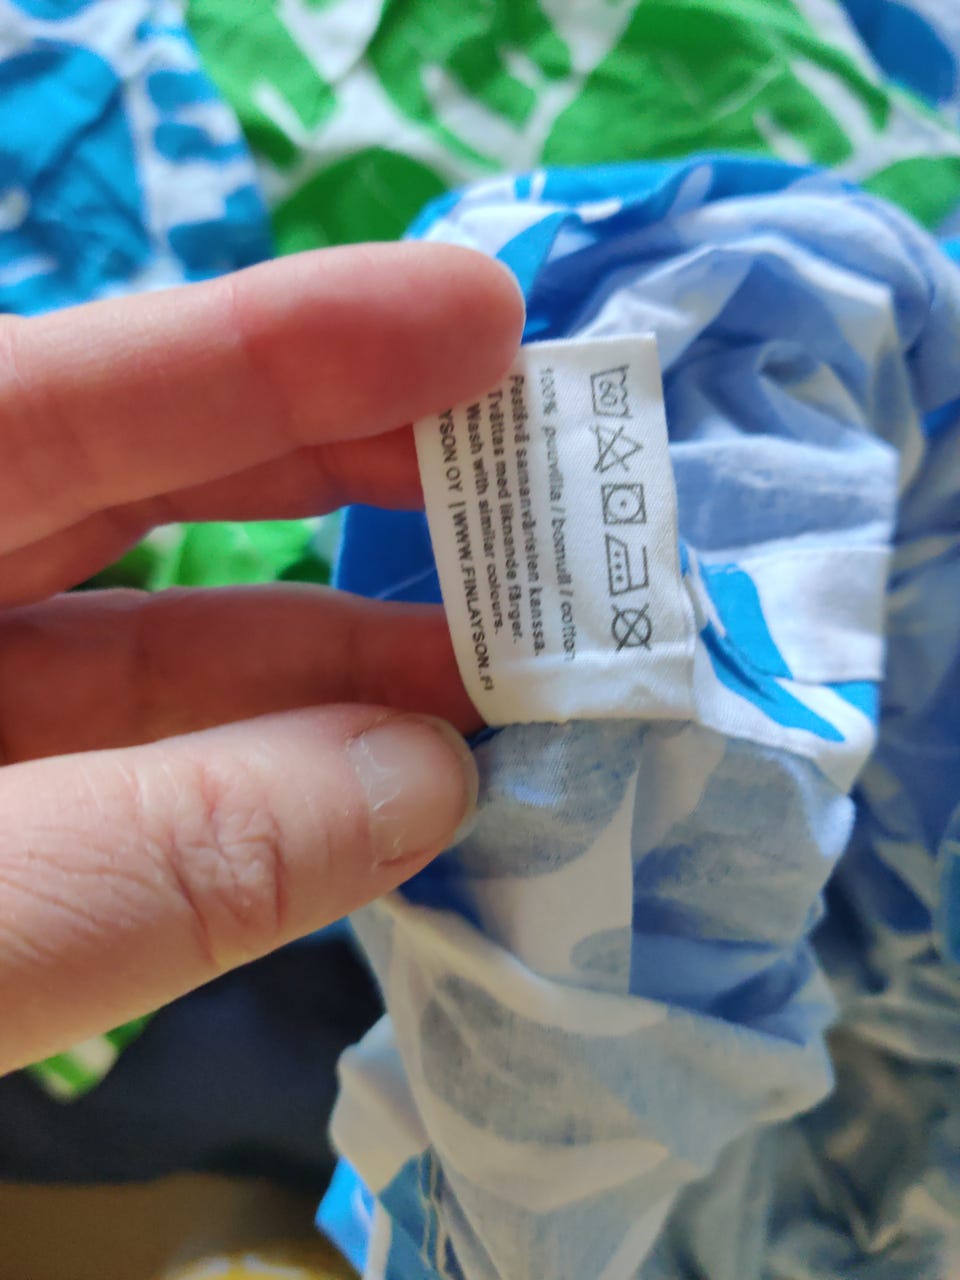 60
100% puuvilla / bomull / cotton
Pestävä samanväristen kanssa.
Tvättas med liknande färger.
Wash with similar colours.
YSON OY | WWW.FINLAYSON.FI